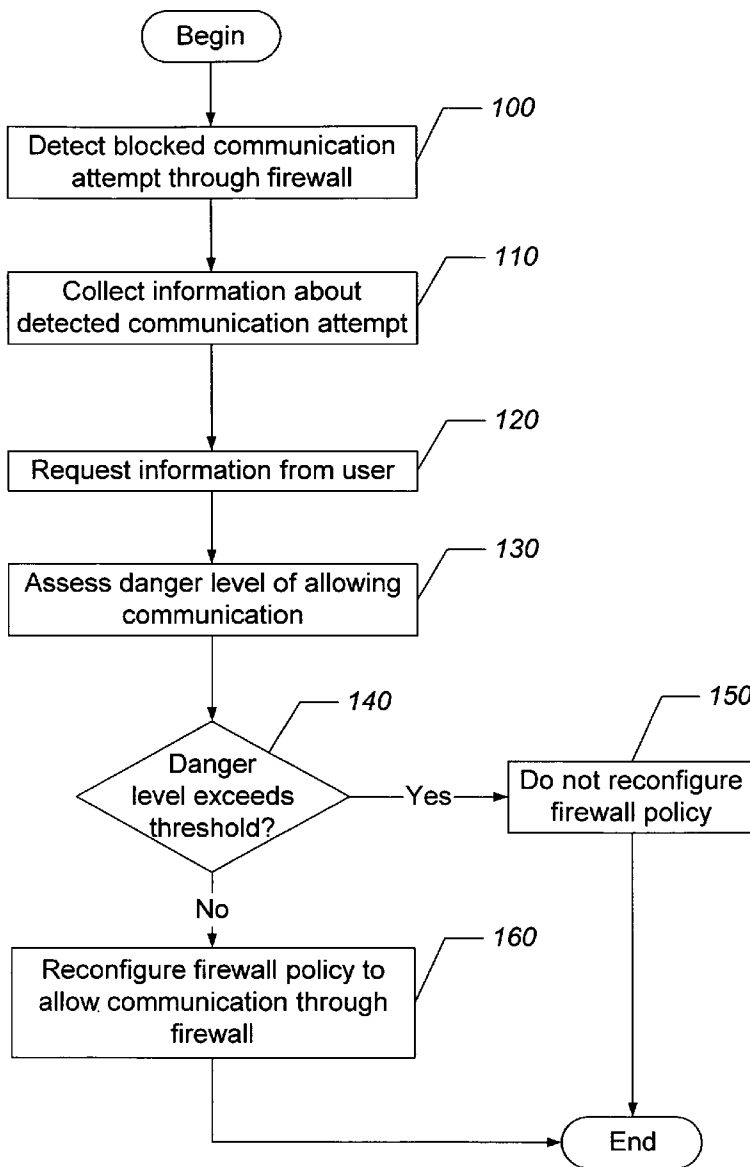 Begin
100
Detect blocked communication
attempt through firewall
110
Collect information about
detected communication attempt
120
Request information from user
130
Assess danger level of allowing
communication
140
Danger
level exceeds
threshold?
Yes
150
Do not reconfigure
firewall policy
No
160
Reconfigure firewall policy to
allow communication through
firewall
End